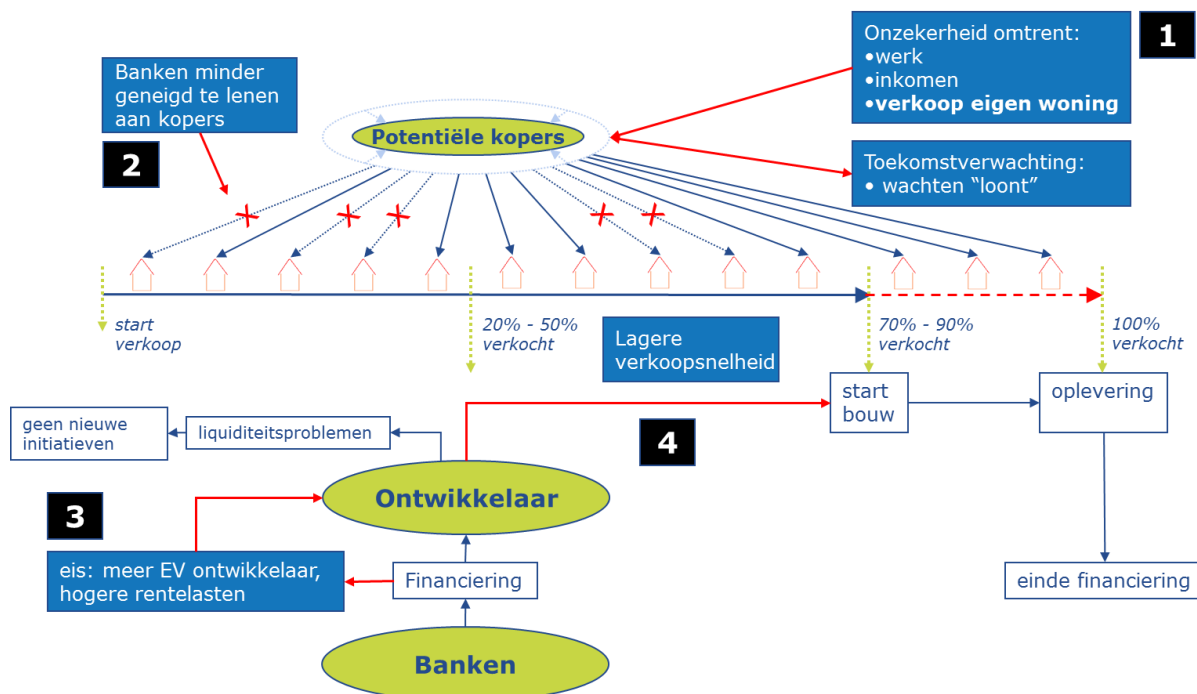 Onzekerheid omtrent:
•werk
•inkomen
•verkoop eigen woning
1
Banken minder
geneigd te lenen
aan kopers
2
Potentiële kopers
Toekomstverwachting:
• wachten “loont”
start
verkoop
20% - 50%
verkocht
Lagere
verkoopsnelheid
70% - 90%
verkocht
100%
verkocht
start
bouw
oplevering
geen nieuwe
initiatieven
liquiditeitsproblemen
4
Ontwikkelaar
3
eis: meer EV ontwikkelaar,
hogere rentelasten
Financiering
einde financiering
Banken